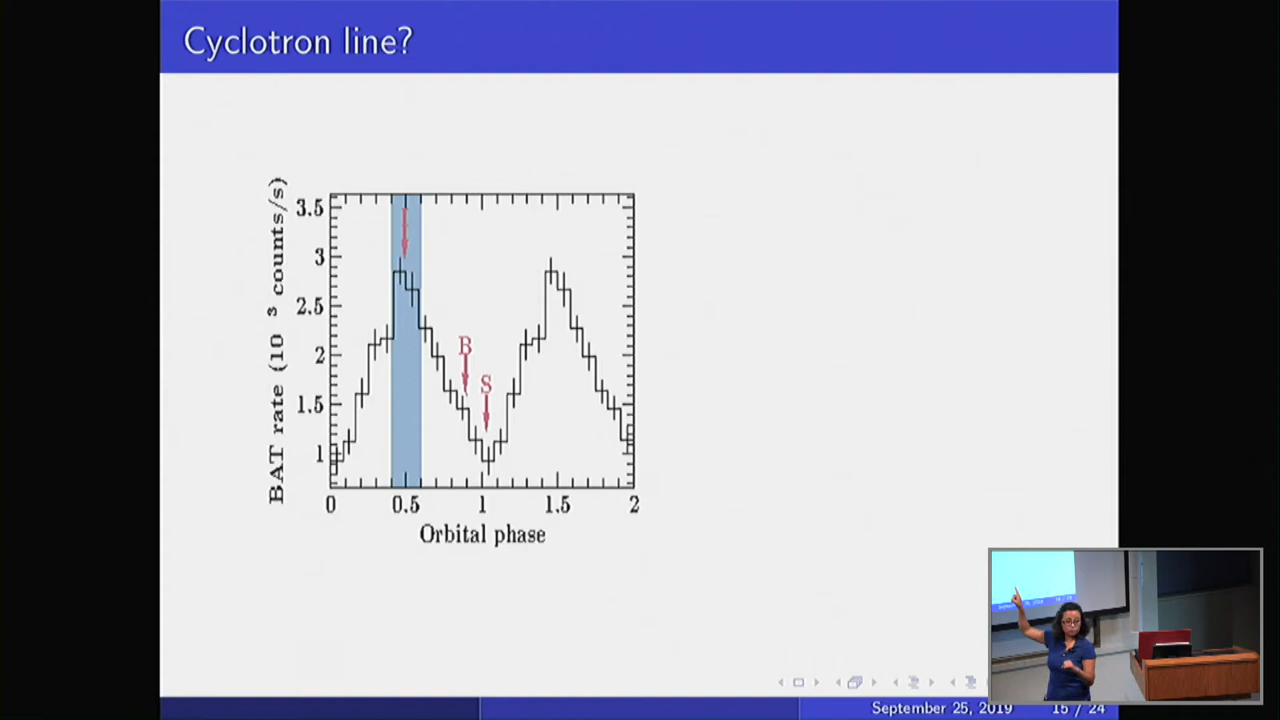 Cyclotron line?
BAT rate (10 3 counts/s)
3.5
3
2.5
2
1.5
1
B
S
0 0.5 1 1.5 2
Orbital phase
September 25, 2019 15 / 24